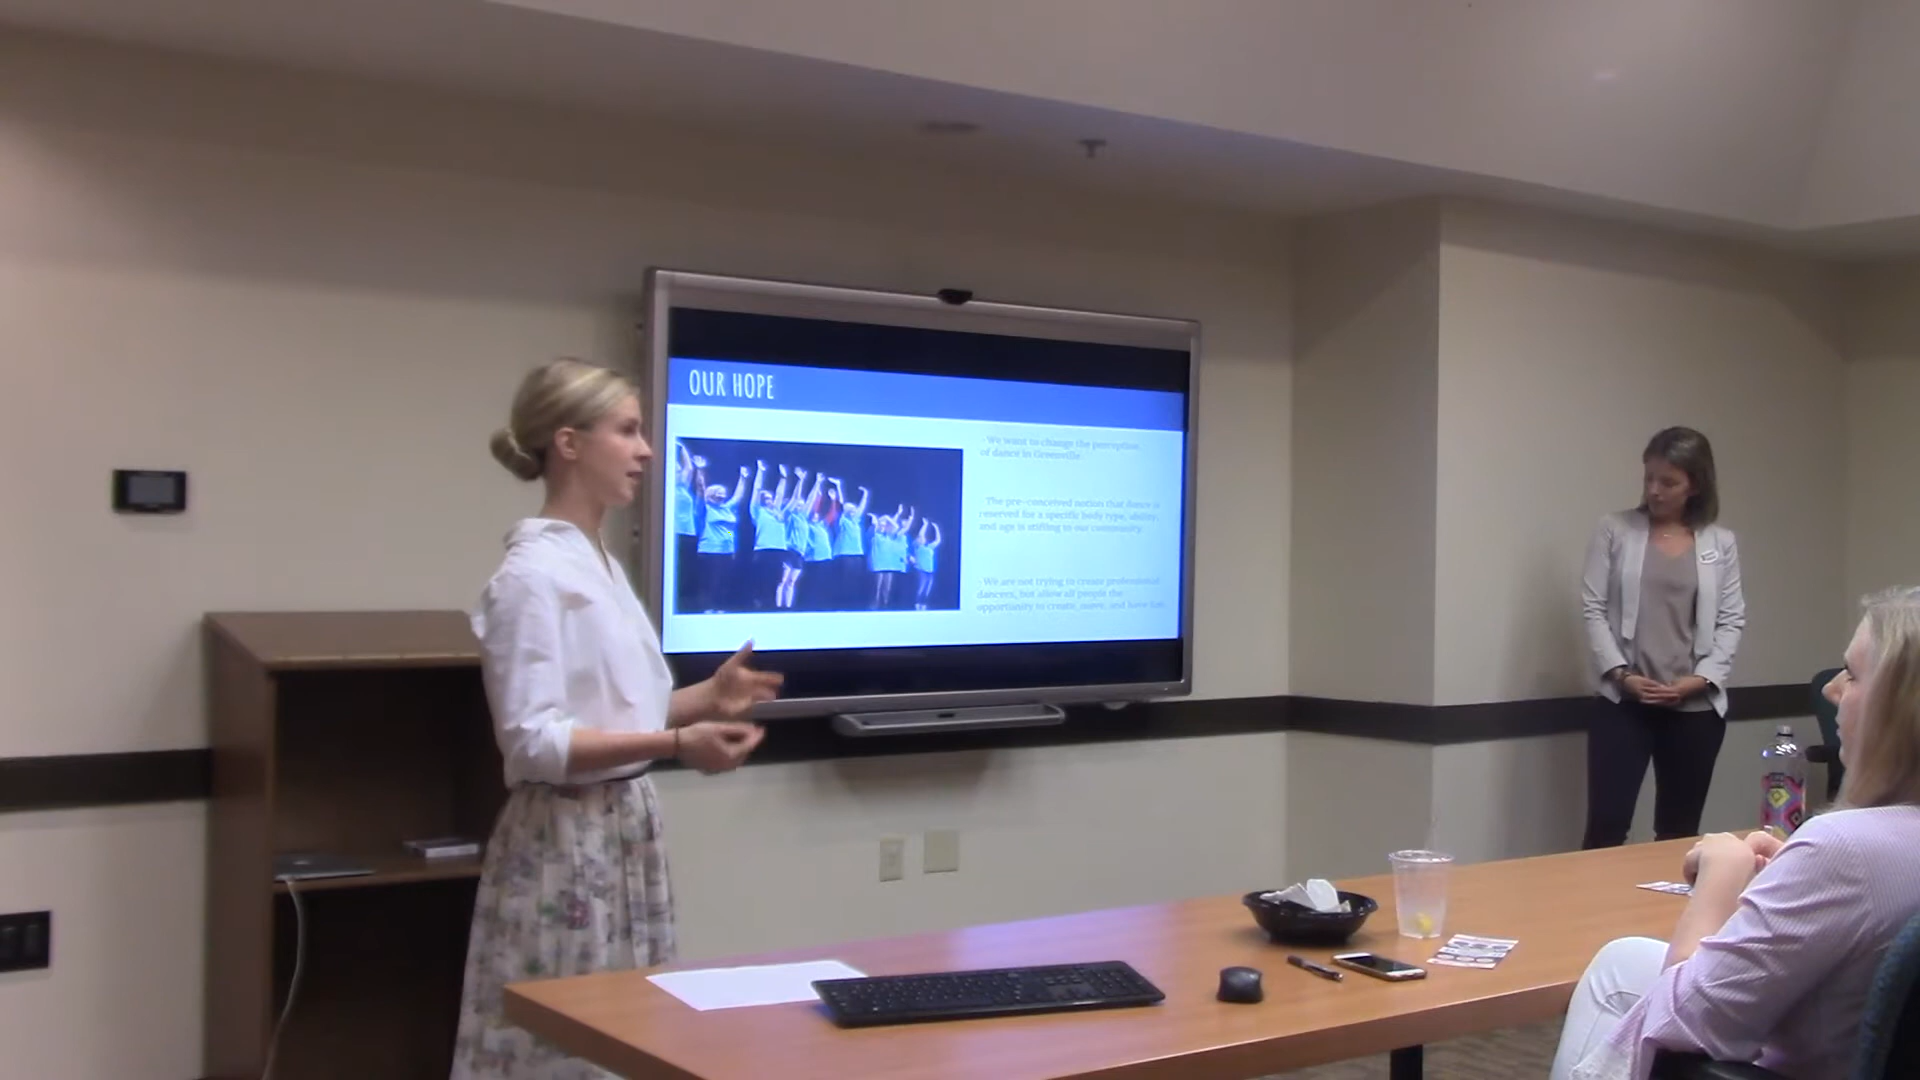 OUR HOPE
- We want to change the perception
of dance in Greenville.
- The pre-conceived notion that dance is
reserved for a specific body type, ability,
and age is stifling to our community.
- We are not trying to create professional
dancers, but allow all people the
opportunity to create, move, and have fun.